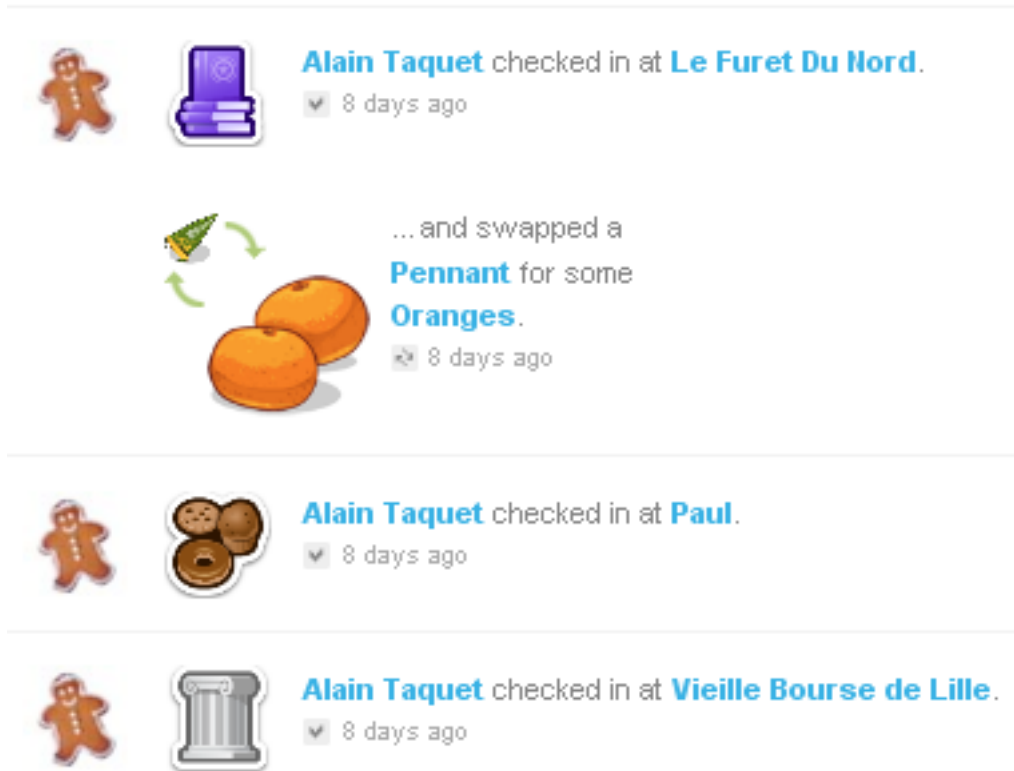 Alain Taquet checked in at Le Furet Du Nord.
8 days ago
...and swapped a
Pennant for some
Oranges.
8 days ago
Alain Taquet checked in at Paul.
8 days ago
Alain Taquet checked in at Vieille Bourse de Lille.
8 days ago